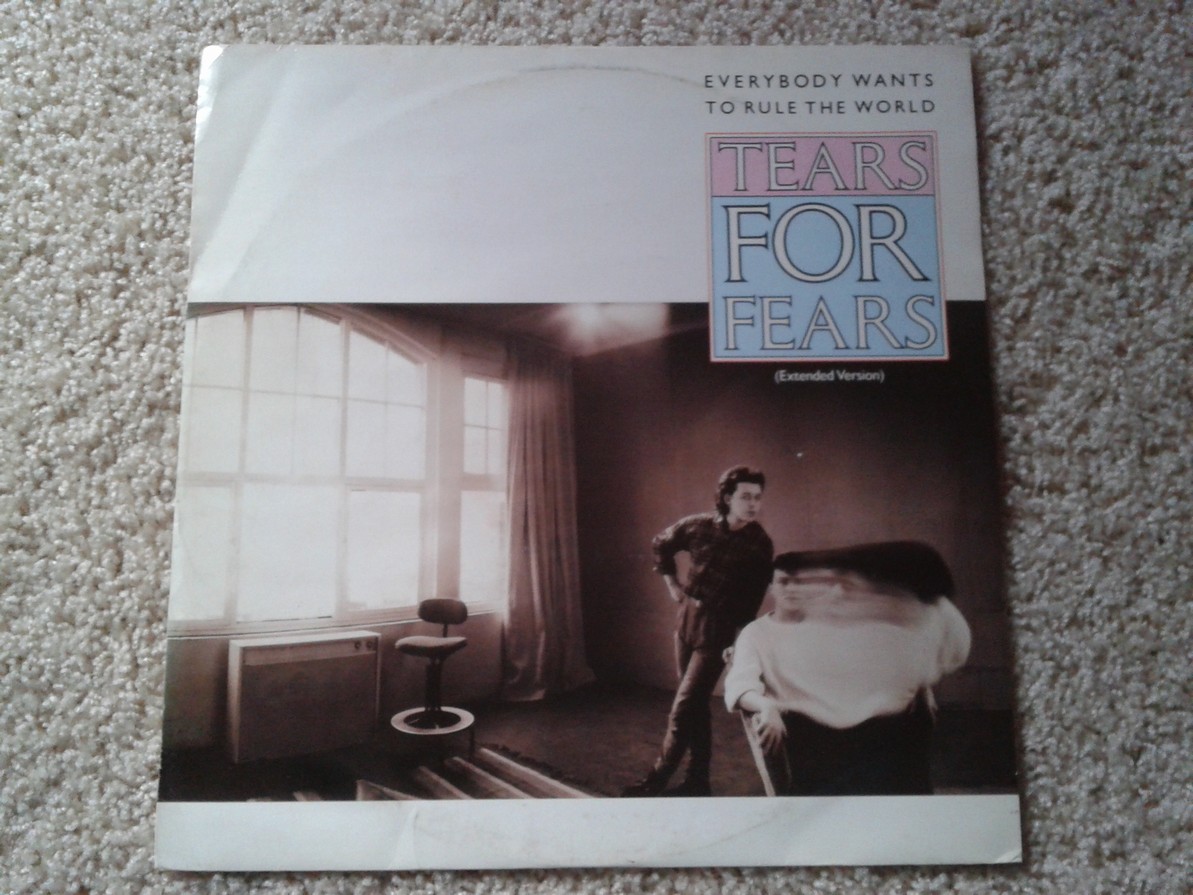 EVERYBODY WANTS
TO RULE THE WORLD
TEARS
FOR
FEARS
(Extended Version)